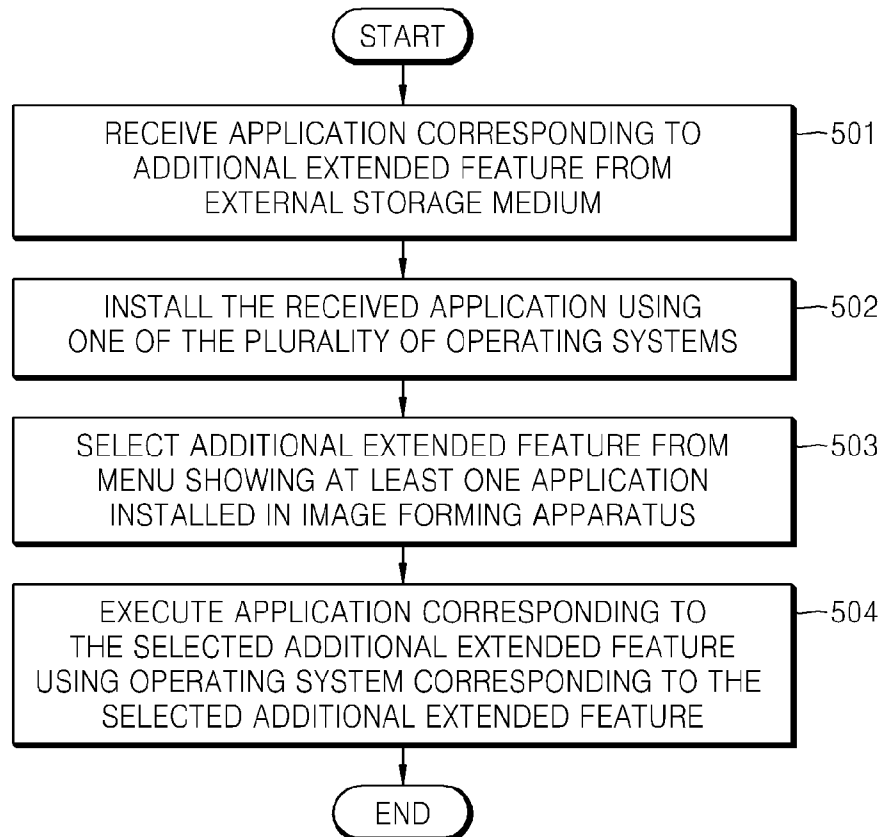 START
RECEIVE APPLICATION CORRESPONDING TO
ADDITIONAL EXTENDED FEATURE FROM
EXTERNAL STORAGE MEDIUM
501
INSTALL THE RECEIVED APPLICATION USING
ONE OF THE PLURALITY OF OPERATING SYSTEMS
502
SELECT ADDITIONAL EXTENDED FEATURE FROM
MENU SHOWING AT LEAST ONE APPLICATION
INSTALLED IN IMAGE FORMING APPARATUS
503
EXECUTE APPLICATION CORRESPONDING TO
THE SELECTED ADDITIONAL EXTENDED FEATURE
USING OPERATING SYSTEM CORRESPONDING TO THE
SELECTED ADDITIONAL EXTENDED FEATURE
504
END